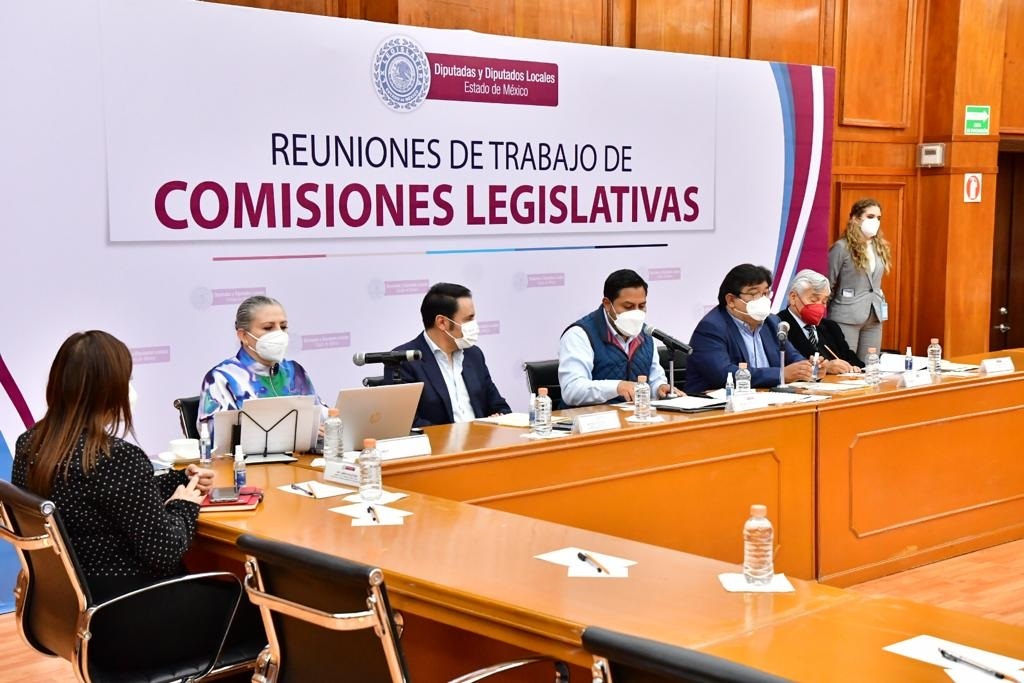 Diputadas y Diputados Locales
Estado de México
REUNIONES DE TRABAJO DE
COMISIONES LEGISLATIVAS